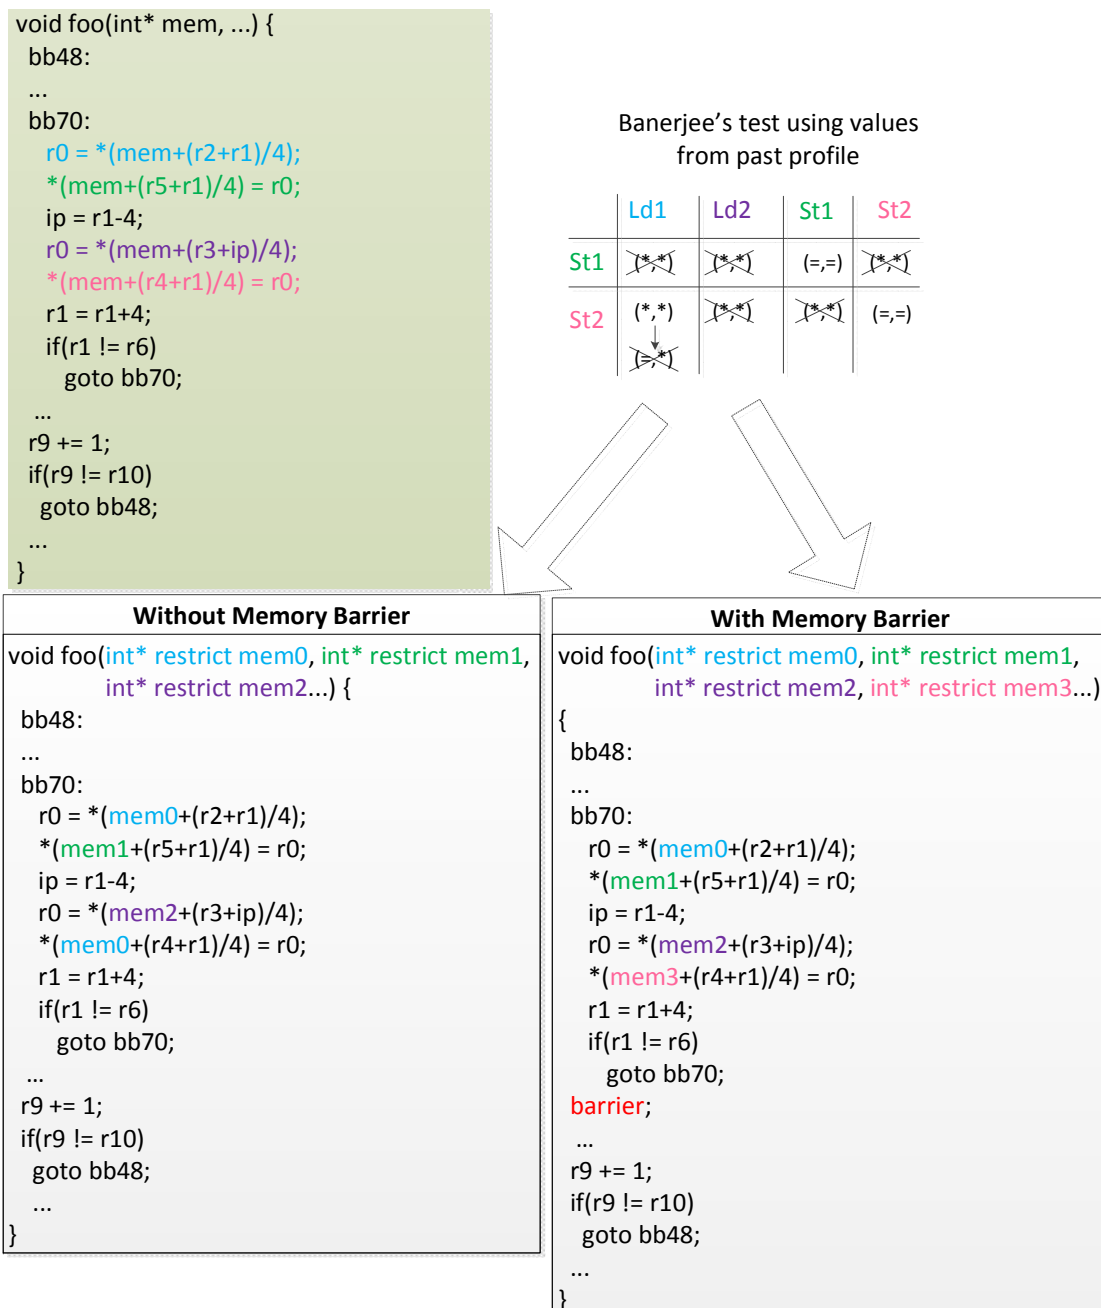 void foo(int* mem, ...) {
bb48:
...
bb70:
r0 = *(mem+(r2+r1)/4);
*(mem+(r5+r1)/4) = r0;
ip = r1-4;
r0 = *(mem+(r3+ip)/4);
*(mem+(r4+r1)/4) = r0;
r1 = r1+4;
if(r1 != r6)
goto bb70;
...
r9 += 1;
if(r9 != r10)
goto bb48;
...
}
Banerjee's test using values
from past profile
Ld1 Ld2 St1 St2
St1 (*,*) (*,*) (=,=) (*,*)
St2 (*,*) (*,*) (*,*) (=,=)
(=,*)
Without Memory Barrier
void foo(int* restrict mem0, int* restrict mem1,
int* restrict mem2...) {
bb48:
...
bb70:
r0 = *(mem0+(r2+r1)/4);
*(mem1+(r5+r1)/4) = r0;
ip = r1-4;
r0 = *(mem2+(r3+ip)/4);
*(mem0+(r4+r1)/4) = r0;
r1 = r1+4;
if(r1 != r6)
goto bb70;
...
r9 += 1;
if(r9 != r10)
goto bb48;
...
}
With Memory Barrier
void foo(int* restrict mem0, int* restrict mem1,
int* restrict mem2, int* restrict mem3...)
{
bb48:
...
bb70:
r0 = *(mem0+(r2+r1)/4);
*(mem1+(r5+r1)/4) = r0;
ip = r1-4;
r0 = *(mem2+(r3+ip)/4);
*(mem3+(r4+r1)/4) = r0;
r1 = r1+4;
if(r1 != r6)
goto bb70;
barrier;
...
r9 += 1;
if(r9 != r10)
goto bb48;
...
}